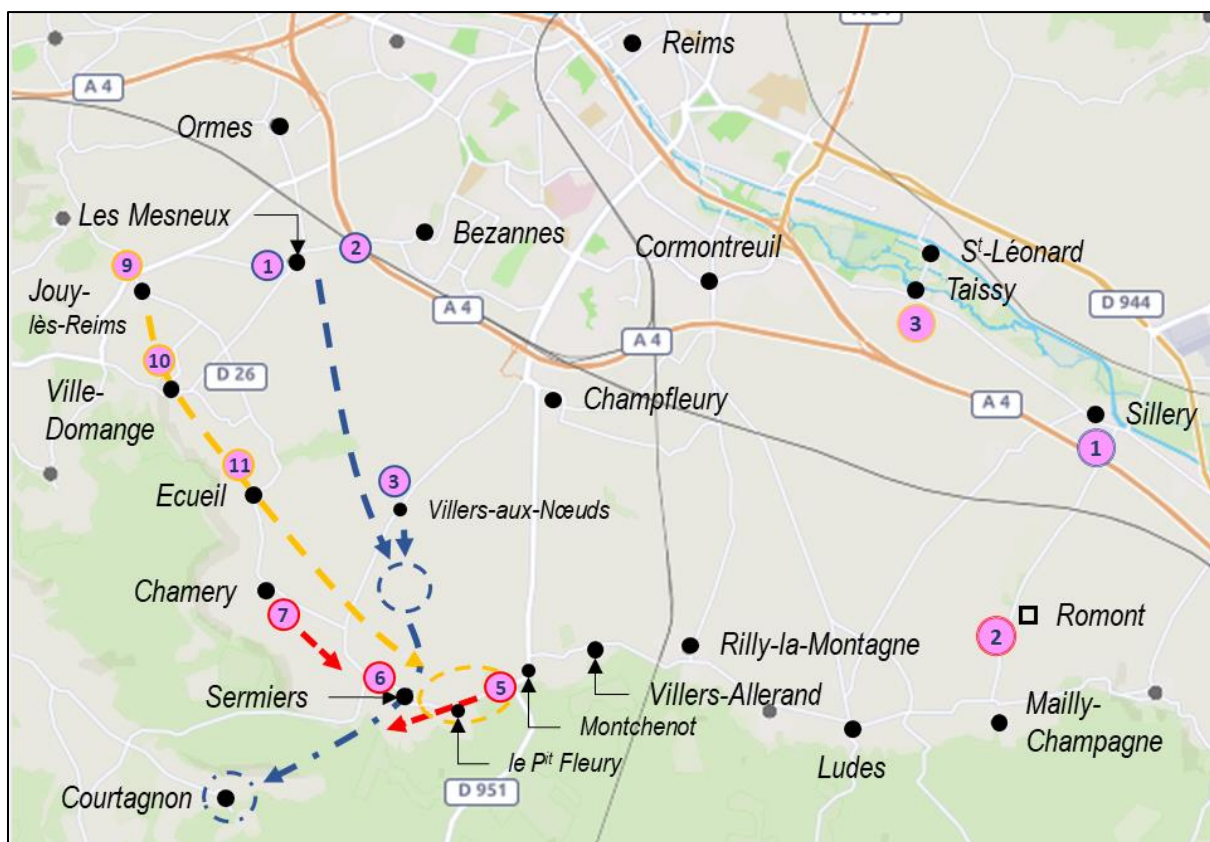 Reims
A 4
Ormes
Les Mesneux
2
Bezannes
1
Cormontreuil
S^t-Léonard
9
Taissy
Jouy-
lès-Reims
A 4
D 944
3
A 4
10
D 26
Ville-
Domange
Champfleury
A 4
Sillery
1
11
Ecueil
3
Villers-aux-Nœuds
Chamery
7
Romont
2
Rilly-la-Montagne
6
5
Sermiers
Villers-Allerand
Montchenot
Mailly-
Champagne
le P^it Fleury
Ludes
D 951
Courtagnon